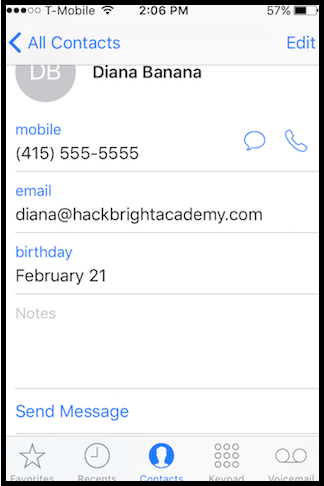 T-Mobile 2:06 PM 57%
All Contacts Edit
DB Diana Banana
mobile
(415) 555-5555
email
diana@hackbrightacademy.com
birthday
February 21
Notes
Send Message
Favorites Recents Contacts Keypad Voicemail